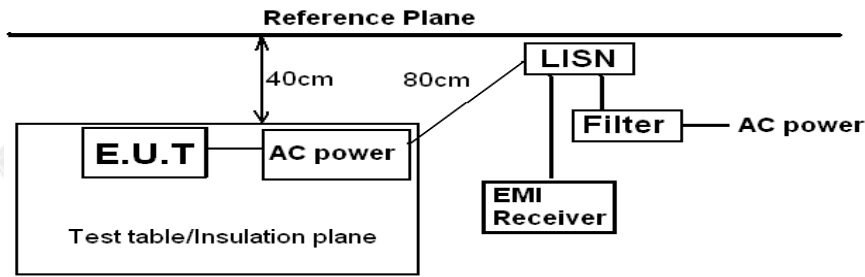 Reference Plane
LISN
40cm
80cm
Filter
AC power
E.U.T
AC power
EMI
Receiver
Test table/Insulation plane